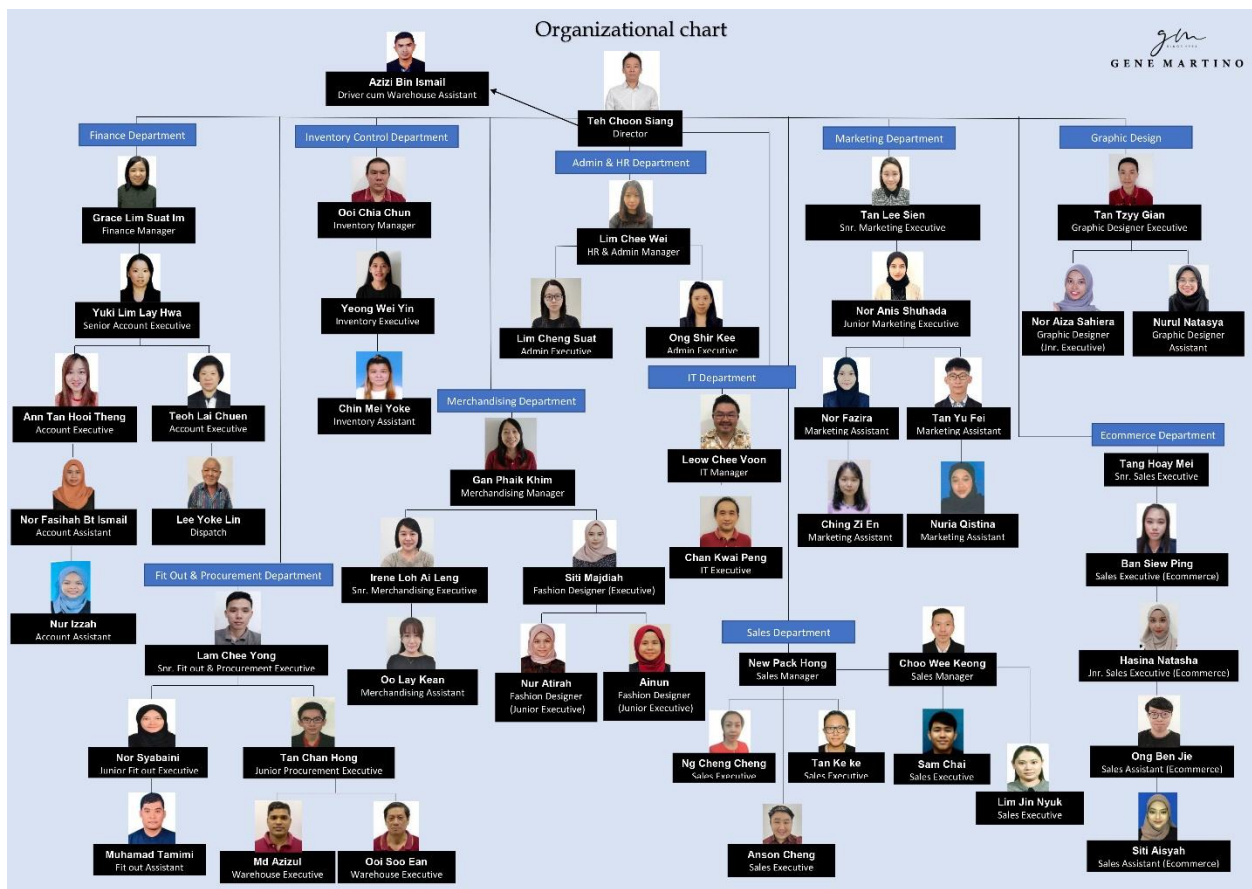 Organizational chart
gm
GENE MARTINO
Azizi Bin Ismail
Driver cum Warehouse Assistant
Teh Choon Siang
Director
Finance Department
Grace Lim Suat Im
Finance Manager
Yuki Lim Lay Hwa
Senior Account Executive
Ann Tan Hooi Theng
Account Executive
Teoh Lai Chuen
Account Executive
Nor Fasihah Bt Ismail
Account Assistant
Lee Yoke Lin
Dispatch
Nur Izzah
Account Assistant
Inventory Control Department
Ooi Chia Chun
Inventory Manager
Yeong Wei Yin
Inventory Executive
Chin Mei Yoke
Inventory Assistant
Admin & HR Department
Lim Chee Wei
HR & Admin Manager
Lim Cheng Suat
Admin Executive
Ong Shir Kee
Admin Executive
Marketing Department
Tan Lee Sien
Snr. Marketing Executive
Nor Anis Shuhada
Junior Marketing Executive
Nor Fazira
Marketing Assistant
Tan Yu Fei
Marketing Assistant
Ching Zi En
Marketing Assistant
Nuria Qistina
Marketing Assistant
Graphic Design
Tan Tzyy Gian
Graphic Designer Executive
Nor Aiza Sahiera
Graphic Designer
(Jnr. Executive)
Nurul Natasya
Graphic Designer
Assistant
Merchandising Department
Gan Phaik Khim
Merchandising Manager
Irene Loh Ai Leng
Snr. Merchandising Executive
Siti Majdiah
Fashion Designer (Executive)
Oo Lay Kean
Merchandising Assistant
Nur Atirah
Fashion Designer
(Junior Executive)
Ainun
Fashion Designer
(Junior Executive)
IT Department
Leow Chee Voon
IT Manager
Chan Kwai Peng
IT Executive
Ecommerce Department
Tang Hoay Mei
Snr. Sales Executive
Ban Siew Ping
Sales Executive (Ecommerce)
Hasina Natasha
Jnr. Sales Executive (Ecommerce)
Ong Ben Jie
Sales Assistant (Ecommerce)
Siti Aisyah
Sales Assistant (Ecommerce)
Fit Out & Procurement Department
Lam Chee Yong
Snr. Fit out & Procurement Executive
Nor Syabaini
Junior Fit out Executive
Tan Chan Hong
Junior Procurement Executive
Muhamad Tamimi
Fit out Assistant
Md Azizul
Warehouse Executive
Ooi Soo Ean
Warehouse Executive
Sales Department
New Pack Hong
Sales Manager
Choo Wee Keong
Sales Manager
Ng Cheng Cheng
Sales Executive
Tan Ke ke
Sales Executive
Sam Chai
Sales Executive
Lim Jin Nyuk
Sales Executive
Anson Cheng
Sales Executive